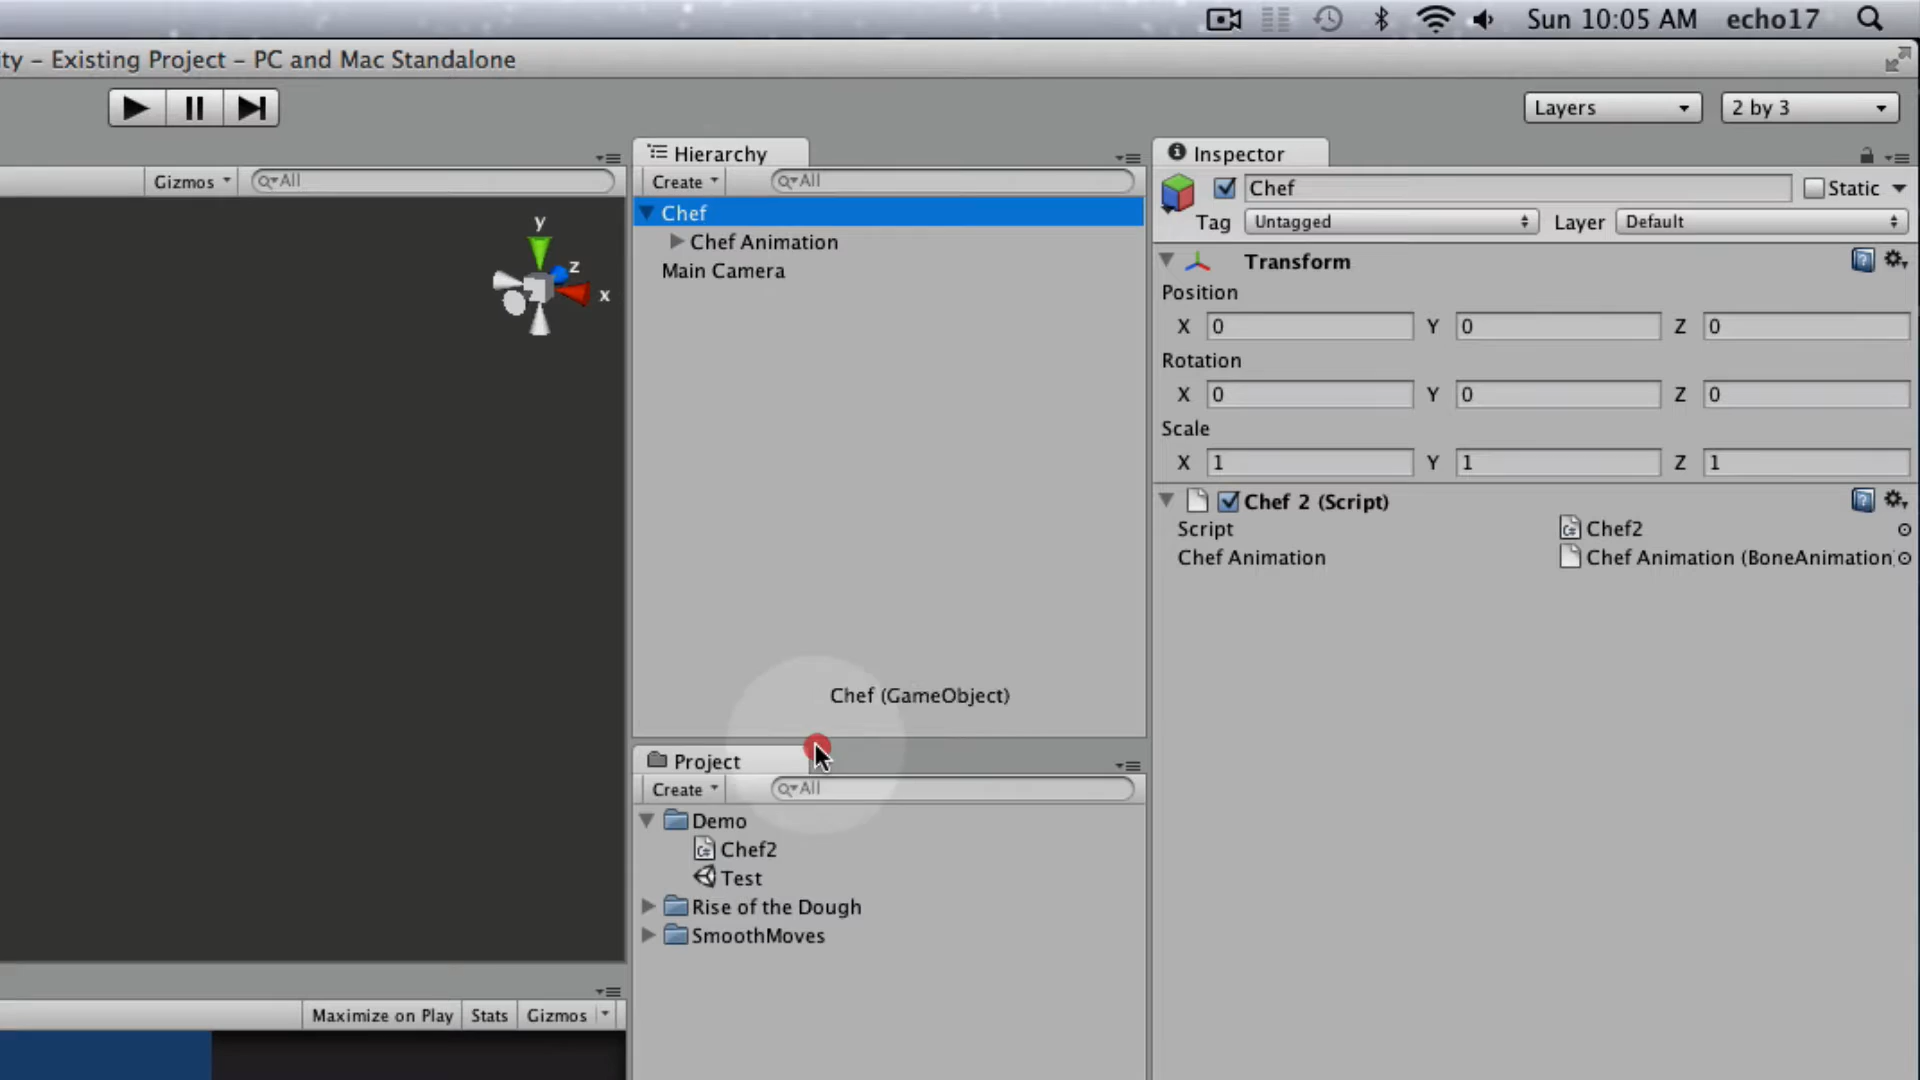 Sun 10:05 AM echo17
ity – Existing Project – PC and Mac Standalone
Layers 2 by 3
Hierarchy
Inspector
Gizmos All
Create All
Chef Static
Chef
Tag Untagged Layer Default
y
Chef Animation
z
x
Main Camera
Transform
Position
X 0 Y 0 Z 0
Rotation
X 0 Y 0 Z 0
Scale
X 1 Y 1 Z 1
Chef 2 (Script)
Script Chef2
Chef Animation Chef Animation (BoneAnimation
Chef (GameObject)
Project
Create All
Demo
Chef2
Test
Rise of the Dough
SmoothMoves
Maximize on Play Stats Gizmos